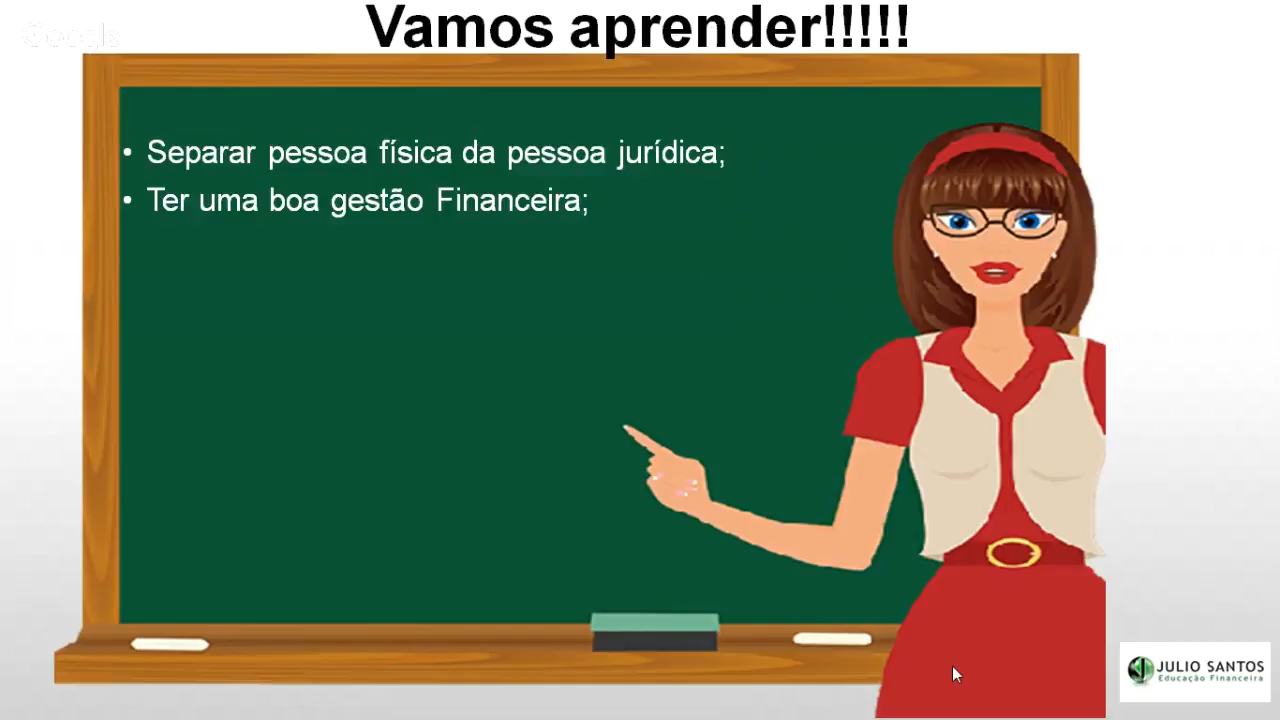 Vamos aprender!!!!!
• Separar pessoa física da pessoa jurídica;
• Ter uma boa gestão Financeira;
JULIO SANTOS
Educação Financeira